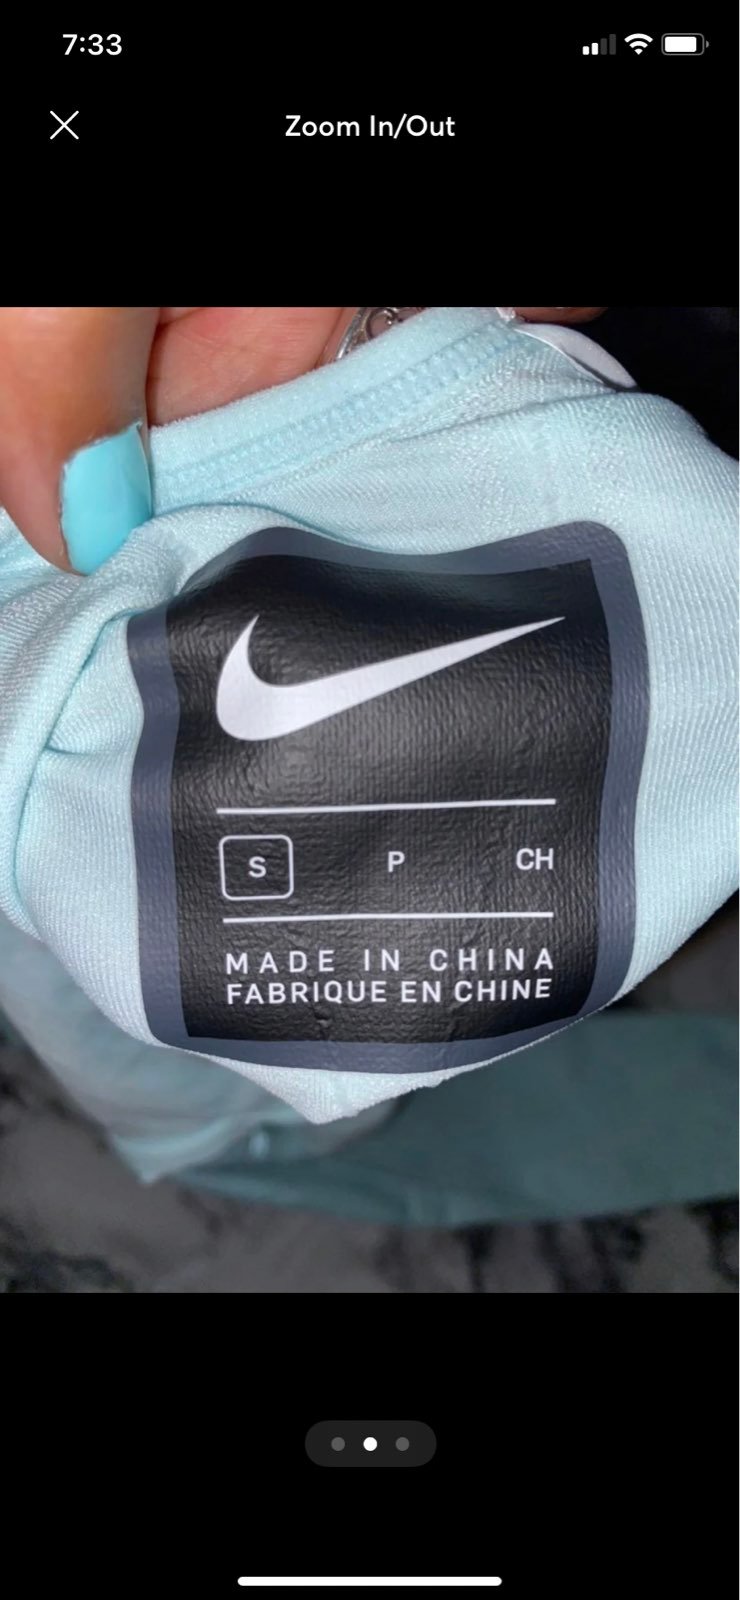 7:33
Zoom In/Out
S P CH
MADE IN CHINA
FABRIQUE EN CHINE